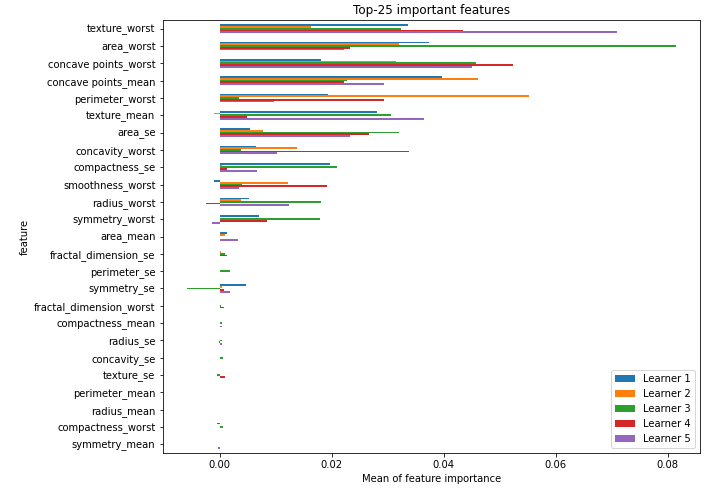 Top-25 important features
texture_worst
area_worst
concave points_worst
concave points_mean
perimeter_worst
texture_mean
area_se
concavity_worst
compactness_se
smoothness_worst
radius_worst
symmetry_worst
area_mean
fractal_dimension_se
perimeter_se
symmetry_se
fractal_dimension_worst
compactness_mean
radius_se
concavity_se
texture_se
perimeter_mean
radius_mean
compactness_worst
symmetry_mean
feature
Learner 1
Learner 2
Learner 3
Learner 4
Learner 5
0.00 0.02 0.04 0.06 0.08
Mean of feature importance